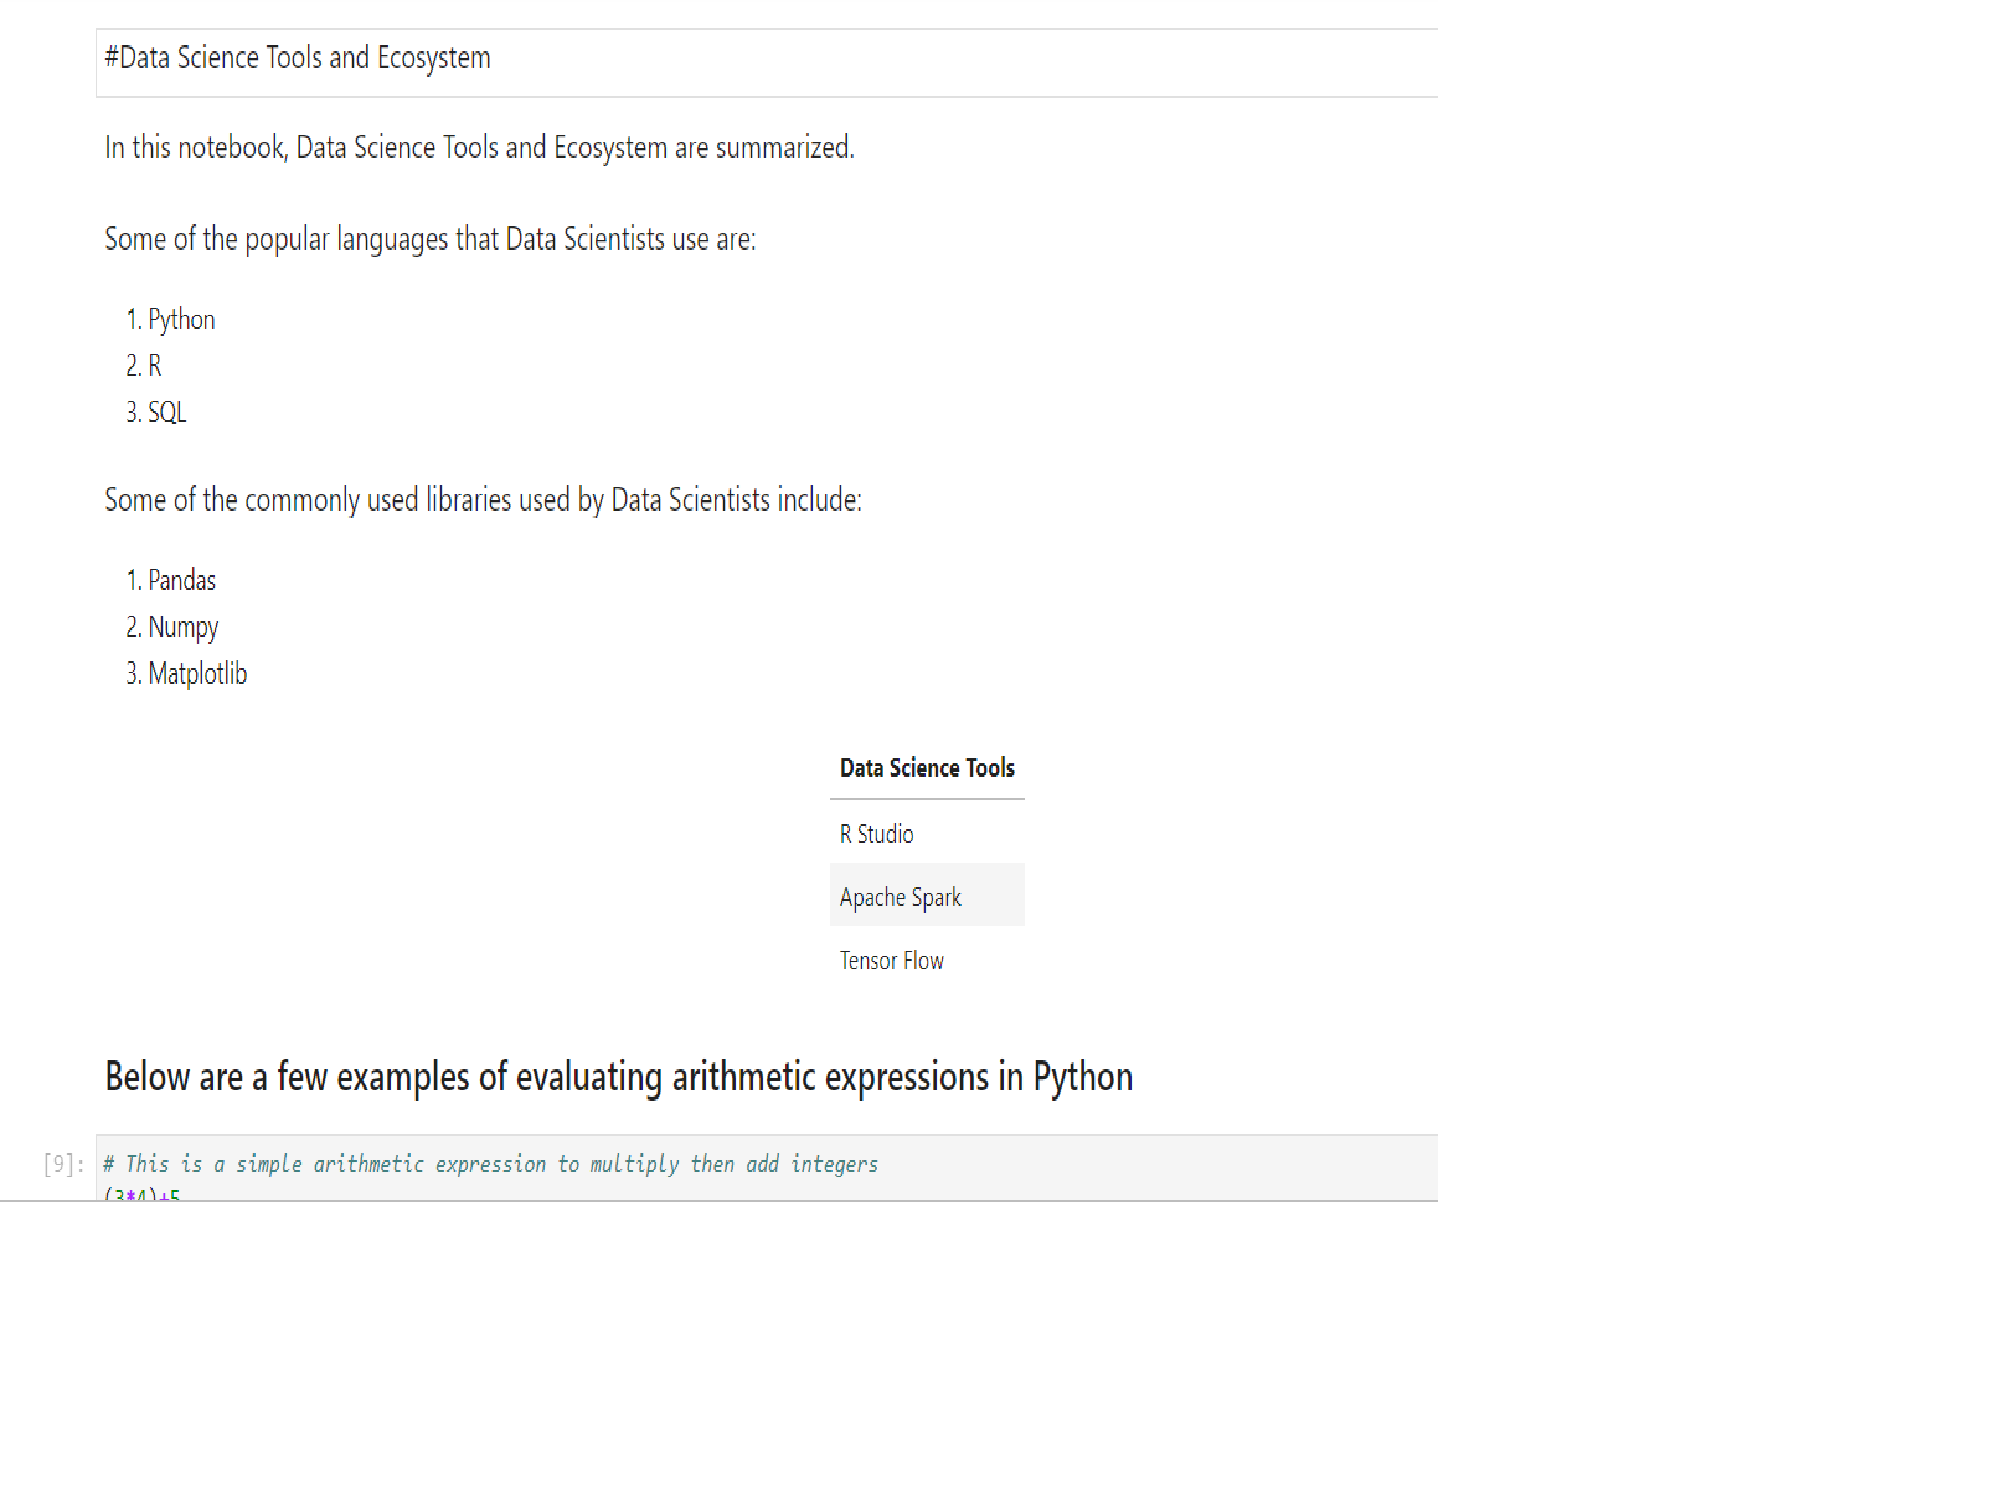 #Data Science Tools and Ecosystem
In this notebook, Data Science Tools and Ecosystem are summarized.
Some of the popular languages that Data Scientists use are:
1. Python
2. R
3. SQL
Some of the commonly used libraries used by Data Scientists include:
1. Pandas
2. Numpy
3. Matplotlib
Data Science Tools
R Studio
Apache Spark
Tensor Flow
Below are a few examples of evaluating arithmetic expressions in Python
[9]: # This is a simple arithmetic expression to multiply then add integers
(3*4)+5